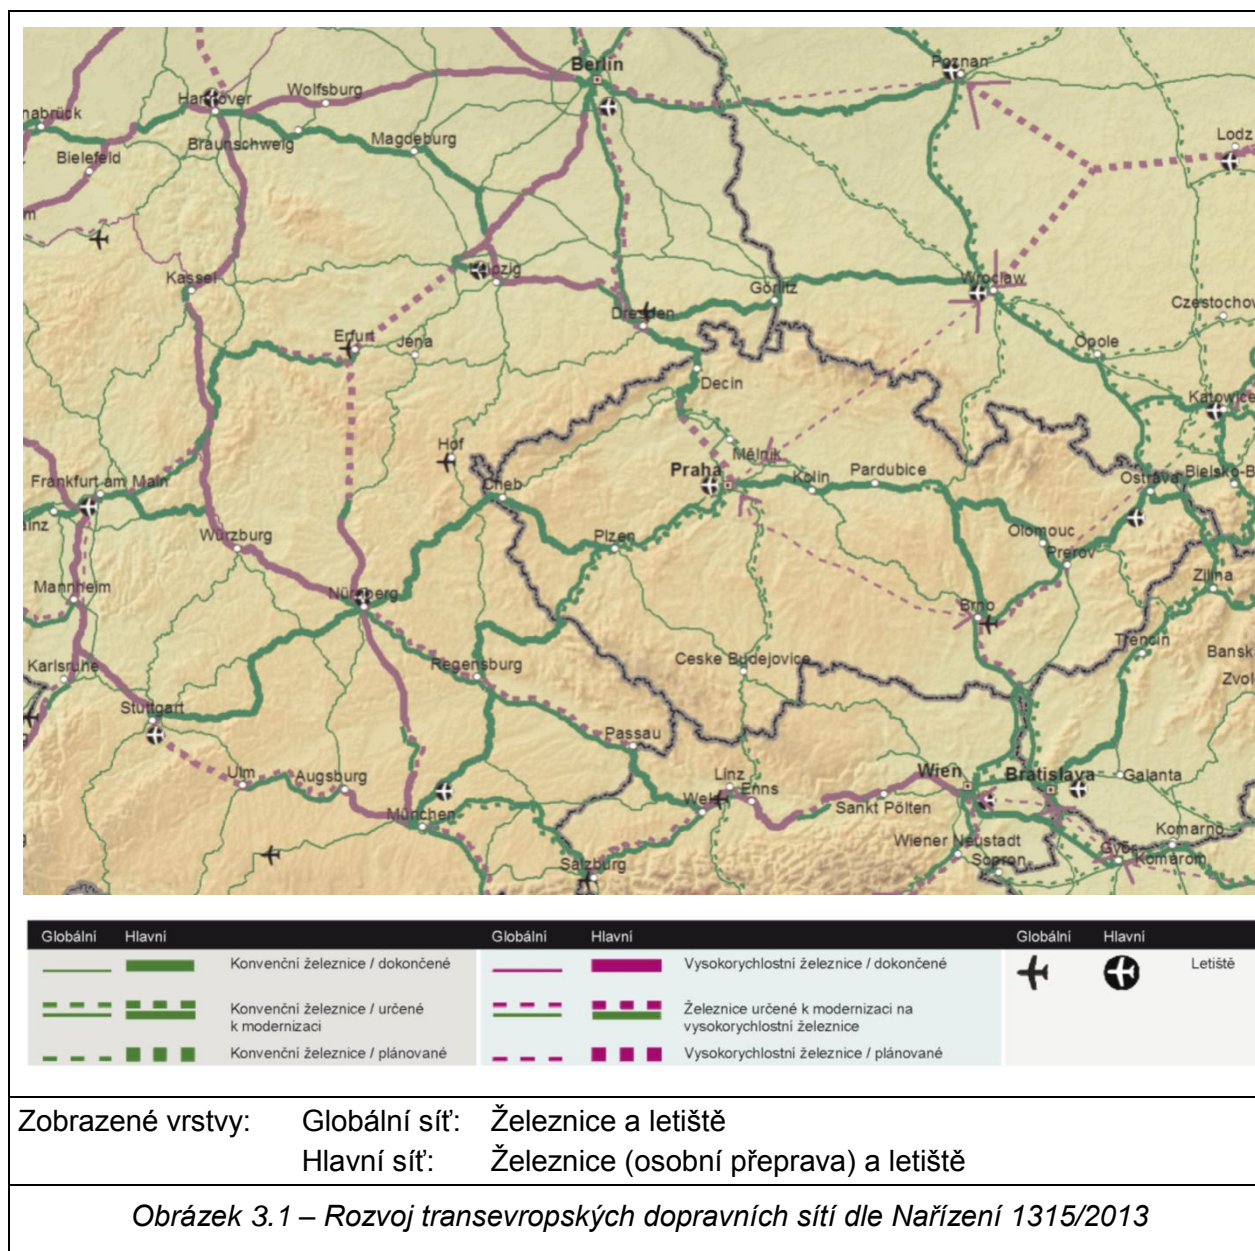 Berlin
Poznan
Hannover
Wolfsburg
Braunschweig
Magdeburg
Bielefeld
Lodz
Kassel
Leipzig
Görlitz
Wroclaw
Dresden
Czestochow
Erfurt
Jena
Opole
Decin
Katowice
Hof
Mělník
Praha
Kolin
Pardubice
Ostrava
Bielsko-B
Frankfurt am Main
Cheb
Olomouc
Prerov
Würzburg
Plzen
Zilina
Mannheim
Nürnberg
Brno
Trencin
Karlsruhe
Regensburg
Ceske Budejovice
Bansk
Zvol
Stuttgart
Passau
Ulm
Augsburg
Linz
Enns
Wien
Bratislava
Galanta
Sankt Pölten
München
Wiener Neustadt
Sopron
Komarno
Győr
Komárom
Salzburg
Globální Hlavní Globální Hlavní Globální Hlavní
Konvenční železnice / dokončené
Konvenční železnice / určené
k modernizaci
Konvenční železnice / plánované
Vysokorychlostní železnice / dokončené
Železnice určené k modernizaci na
vysokorychlostní železnice
Vysokorychlostní železnice / plánované
Letiště
Zobrazené vrstvy: Globální síť: Železnice a letiště
Hlavní síť: Železnice (osobní přeprava) a letiště
Obrázek 3.1 – Rozvoj transevropských dopravních sítí dle Nařízení 1315/2013